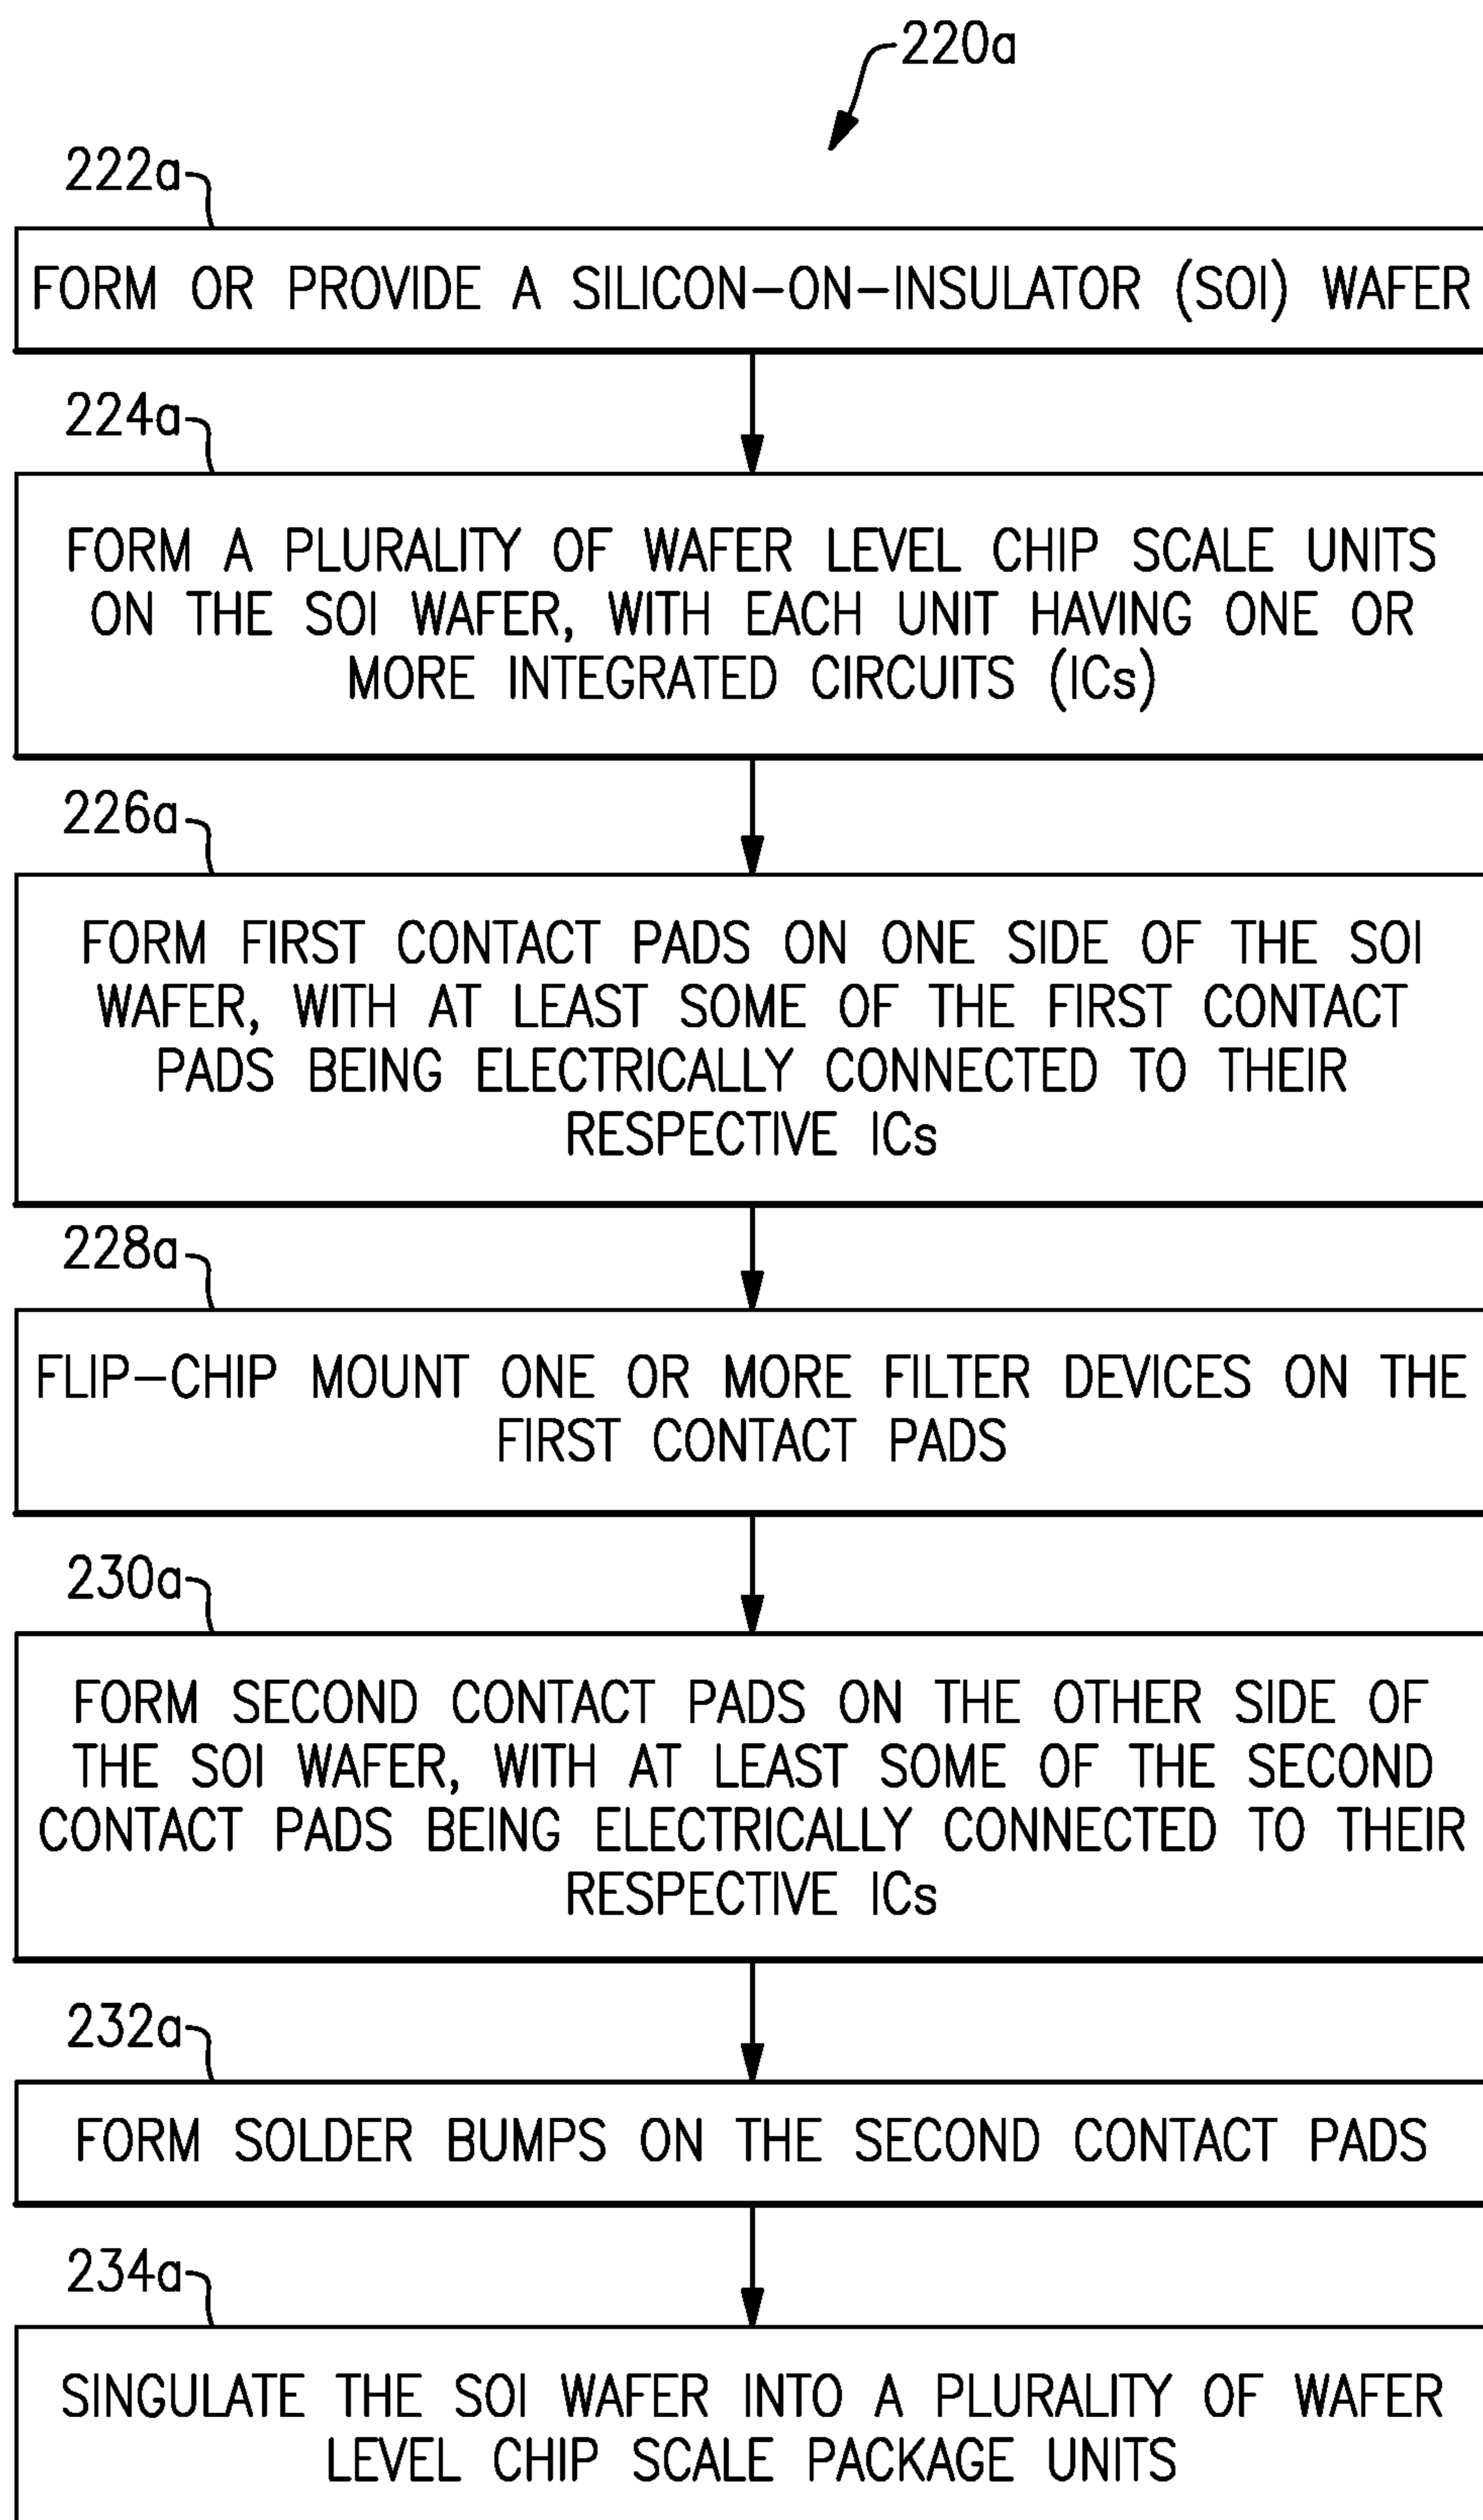 220a
222a
FORM OR PROVIDE A SILICON-ON-INSULATOR (SOI) WAFER
224a
FORM A PLURALITY OF WAFER LEVEL CHIP SCALE UNITS
ON THE SOI WAFER, WITH EACH UNIT HAVING ONE OR
MORE INTEGRATED CIRCUITS (ICs)
226a
FORM FIRST CONTACT PADS ON ONE SIDE OF THE SOI
WAFER, WITH AT LEAST SOME OF THE FIRST CONTACT
PADS BEING ELECTRICALLY CONNECTED TO THEIR
RESPECTIVE ICs
228a
FLIP-CHIP MOUNT ONE OR MORE FILTER DEVICES ON THE
FIRST CONTACT PADS
230a
FORM SECOND CONTACT PADS ON THE OTHER SIDE OF
THE SOI WAFER, WITH AT LEAST SOME OF THE SECOND
CONTACT PADS BEING ELECTRICALLY CONNECTED TO THEIR
RESPECTIVE ICs
232a
FORM SOLDER BUMPS ON THE SECOND CONTACT PADS
234a
SINGULATE THE SOI WAFER INTO A PLURALITY OF WAFER
LEVEL CHIP SCALE PACKAGE UNITS